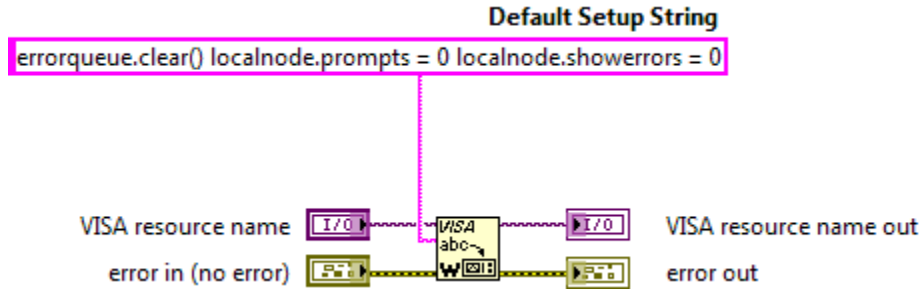 Default Setup String
errorqueue.clear() localnode.prompts = 0 localnode.showerrors = 0
VISA resource name
I/O
VISA
abc
W
I/O
VISA resource name out
error in (no error)
error out